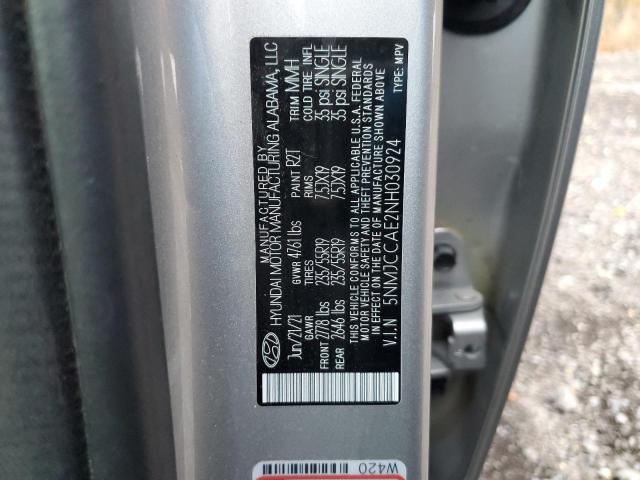 MANUFACTURED BY
HYUNDAI MOTOR MANUFACTURING ALABAMA, LLC
Jun/21/21 GVWR 4761 lbs PAINT R2T TRIM MMH
GAWR TIRES RIMS COLD TIRE INFL
FRONT 2778 lbs 235/55R19 7.5JX19 35 psi SINGLE
REAR 2646 lbs 235/55R19 7.5JX19 35 psi SINGLE
THIS VEHICLE CONFORMS TO ALL APPLICABLE U.S.A. FEDERAL
MOTOR VEHICLE SAFETY AND THEFT PREVENTION STANDARDS
IN EFFECT ON THE DATE OF MANUFACTURE SHOWN ABOVE
V.I.N 5NMJCCAE2NH030924 TYPE: MPV
W420